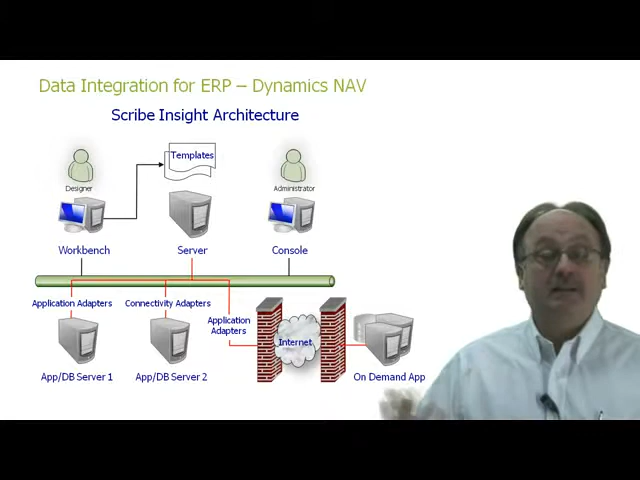 Data Integration for ERP – Dynamics NAV
Scribe Insight Architecture
Templates
Designer
Administrator
Workbench
Server
Console
Application Adapters
Connectivity Adapters
Application
Adapters
Internet
App/DB Server 1
App/DB Server 2
On Demand App